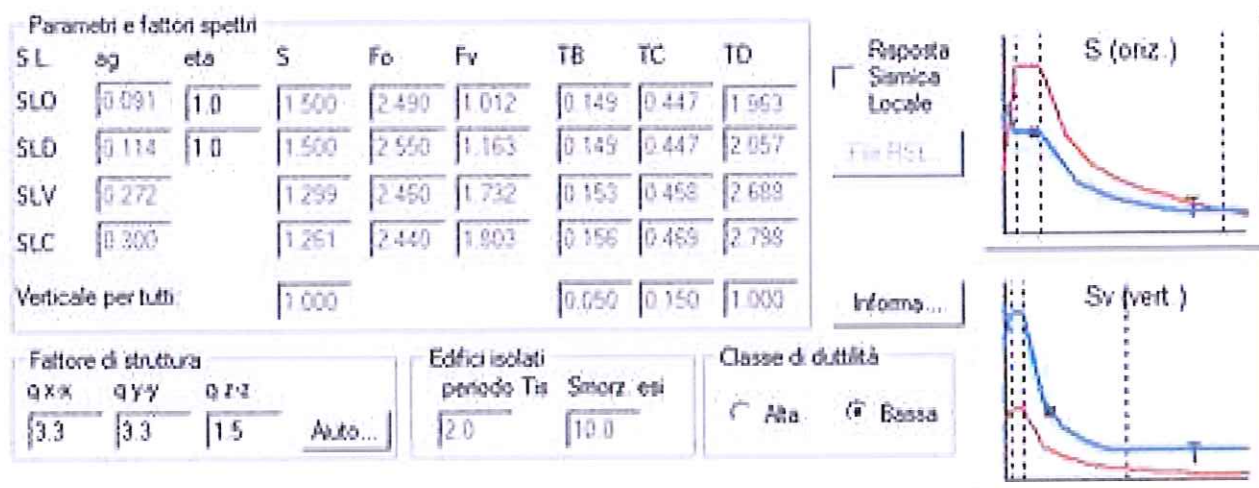 Parametri e fattori spettri
S.L. ag eta S Fo Fv TB TC TD
SLO 0.091 1.0 1.500 2.490 1.012 0.149 0.447 1.963
SLD 0.114 1.0 1.500 2.550 1.163 0.149 0.447 2.057
SLV 0.272 1.299 2.460 1.732 0.153 0.458 2.688
SLC 0.300 1.261 2.440 1.803 0.156 0.469 2.798
Verticale per tutti: 1.000 0.050 0.150 1.000
Risposta
Sismica
Locale
File RSL...
Informa...
S (oriz.)
Sv (vert.)
Fattore di struttura
q x-x q y-y q z-z
3.3 3.3 1.5 Aiuto...
Edifici isolati
periodo Tis Smorz. esi
2.0 10.0
Classe di duttilità
Alta Bassa